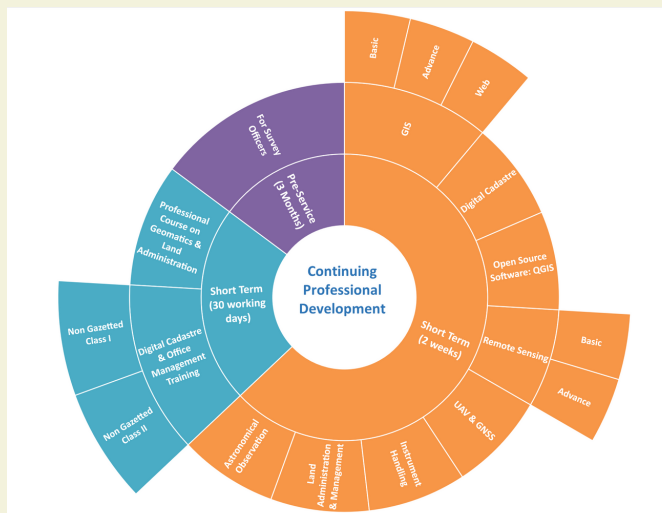 Continuing
Professional
Development
Short Term
(2 weeks)
GIS
Basic
Advance
Web
Digital Cadastre
Open Source
Software: QGIS
Remote Sensing
Basic
Advance
UAV & GNSS
Instrument
Handling
Land
Administration
& Management
Astronomical
Observation
Short Term
(30 working
days)
Digital Cadastre
& Office
Management
Training
Non Gazetted
Class II
Non Gazetted
Class I
Professional
Course on
Geomatics &
Land
Administration
Pre-Service
(3 Months)
For Survey
Officers